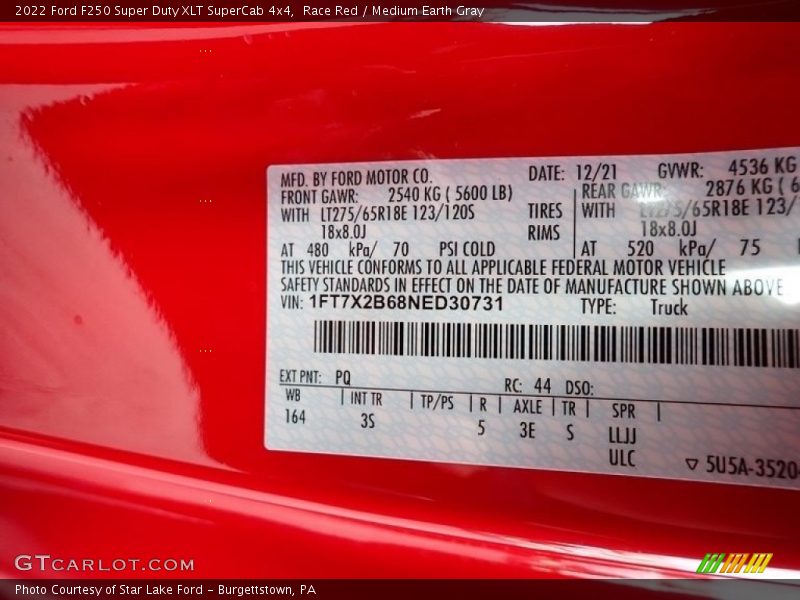 2022 Ford F250 Super Duty XLT SuperCab 4x4,  Race Red / Medium Earth Gray
MFD. BY FORD MOTOR CO. DATE: 12/21 GVWR: 4536 KG
FRONT GAWR: 2540 KG ( 5600 LB) REAR GAWR: 2876 KG ( 6
WITH LT275/65R18E 123/120S TIRES WITH LT275/65R18E 123/
18x8.0J RIMS 18x8.0J
AT 480 kPa/ 70 PSI COLD AT 520 kPa/ 75
THIS VEHICLE CONFORMS TO ALL APPLICABLE FEDERAL MOTOR VEHICLE
SAFETY STANDARDS IN EFFECT ON THE DATE OF MANUFACTURE SHOWN ABOVE
VIN: 1FT7X2B68NED30731 TYPE: Truck
EXT PNT: PQ RC: 44 DSO:
WB | INT TR | TP/PS | R | AXLE | TR | SPR |
164 3S 5 3E S LLJJ
ULC ▽ 5U5A-3520
GTCARLOT.COM
Photo Courtesy of Star Lake Ford - Burgettstown, PA